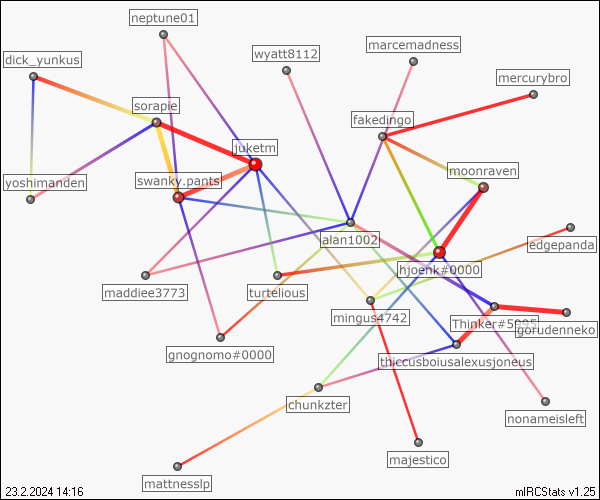 neptune01
marcemadness
wyatt8112
dick_yunkus
mercurybro
sorapie
fakedingo
juketm
moonraven
swanky.pants
yoshimanden
alan1002
edgepanda
hjoenk#0000
maddiee3773
turtelious
mingus4742
Thinker#5995
gorudenneko
gnognomo#0000
thiccusboiusalexusjoneus
chunkzter
nonameisleft
majestico
mattnesslp
23.2.2024 14:16
mIRCStats v1.25